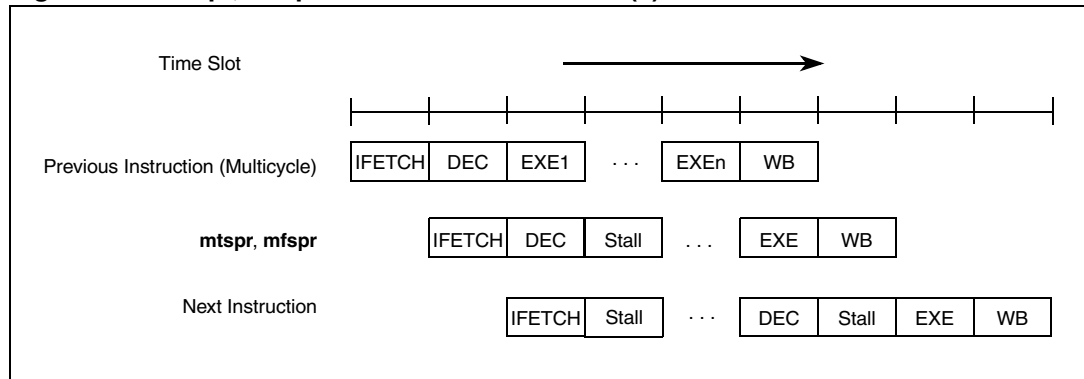 Time Slot
Previous Instruction (Multicycle) IFETCH DEC EXE1 . . . EXEn WB
mtspr, mfspr IFETCH DEC Stall . . . EXE WB
Next Instruction IFETCH Stall . . . DEC Stall EXE WB